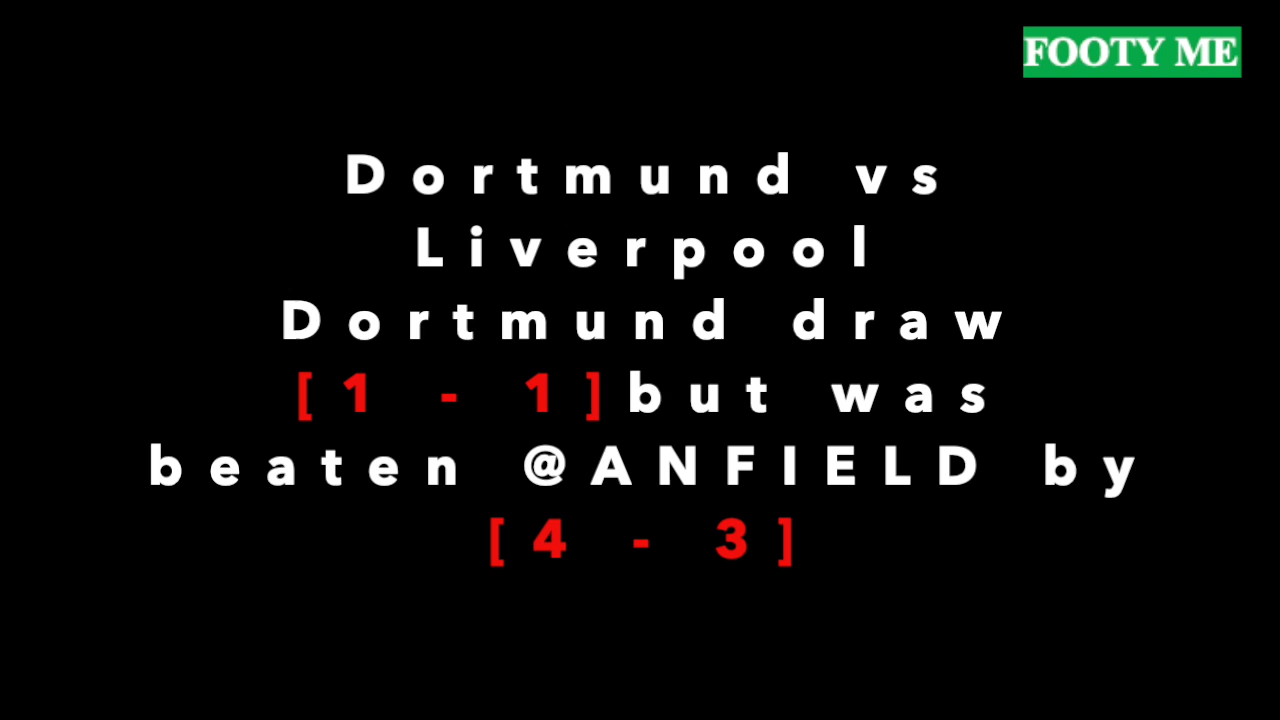 FOOTY ME
Dortmund vs
Liverpool
Dortmund draw
[1 - 1]but was
beaten @ANFIELD by
[4 - 3]